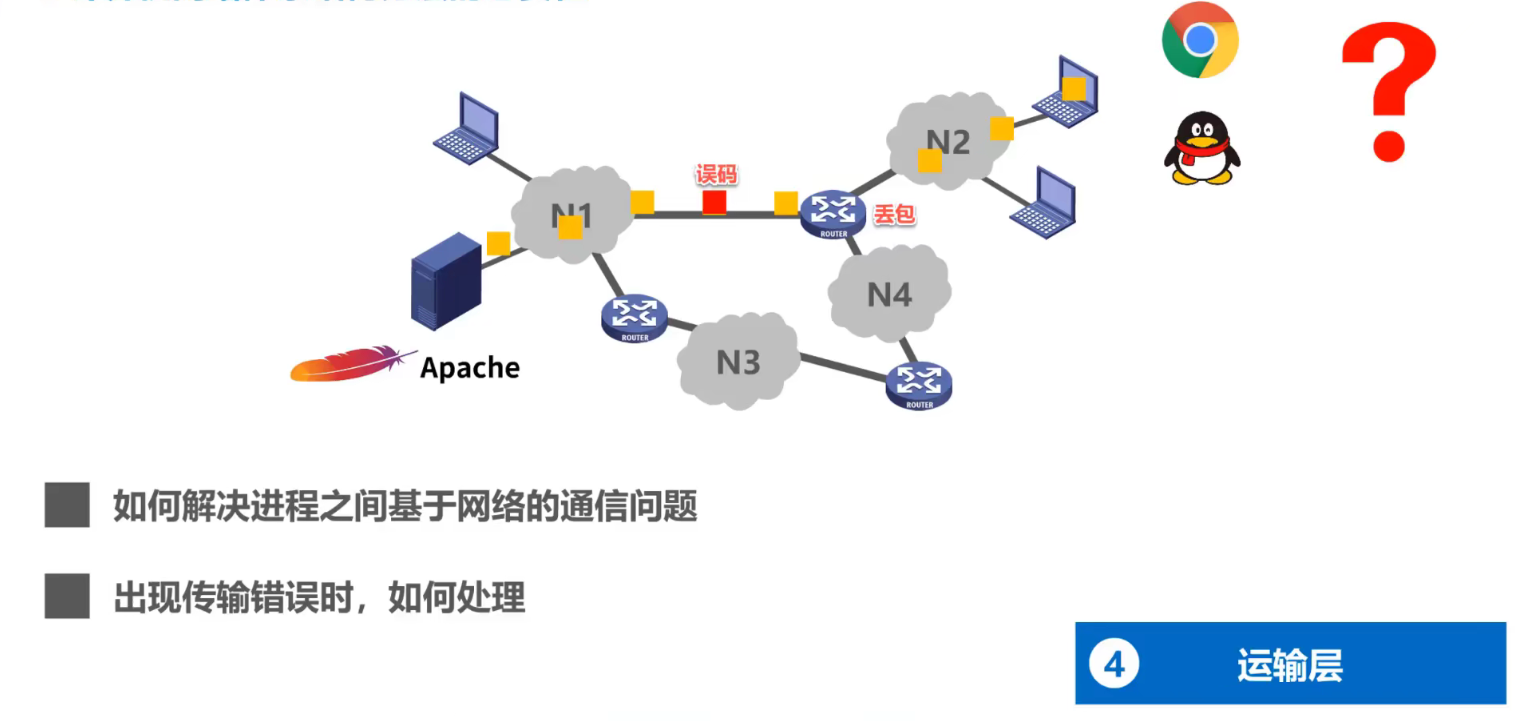 误码
N2
N1
ROUTER
丢包
N4
ROUTER
N3
Apache
ROUTER
如何解决进程之间基于网络的通信问题
出现传输错误时，如何处理
4 运输层